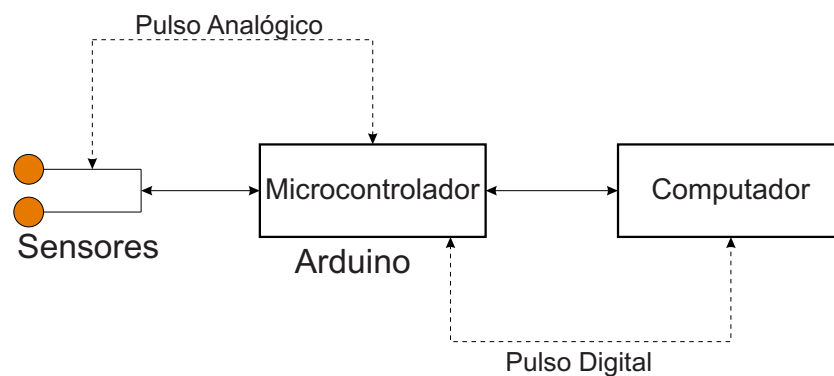 Pulso Analógico
Microcontrolador
Computador
Sensores
Arduino
Pulso Digital